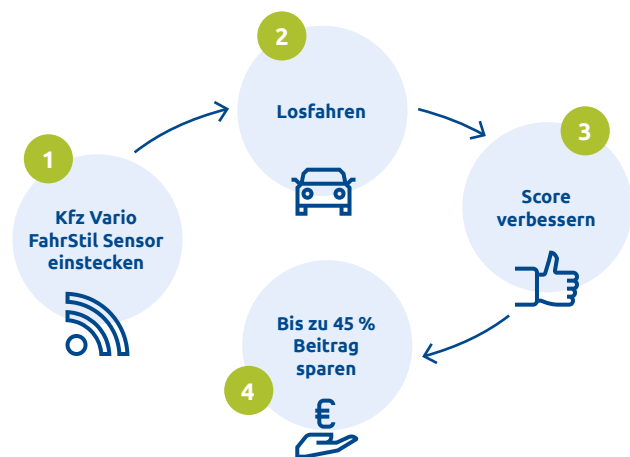 1
Kfz Vario
FahrStil Sensor
einstecken
2
Losfahren
3
Score
verbessern
4
Bis zu 45 %
Beitrag
sparen
€